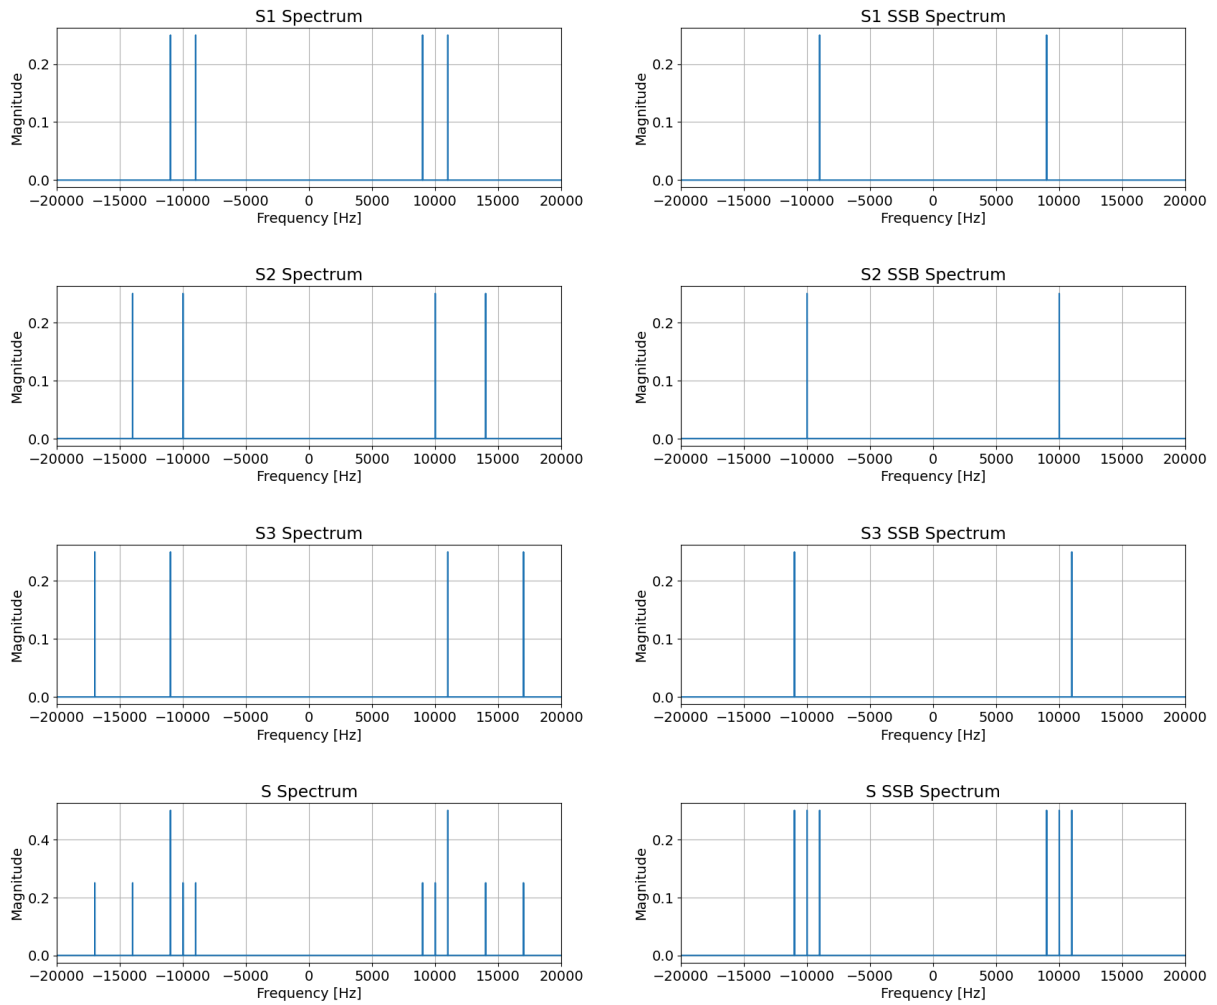 S1 Spectrum
Magnitude
0.2
0.1
0.0
−20000 −15000 −10000 −5000 0 5000 10000 15000 20000
Frequency [Hz]
S1 SSB Spectrum
Magnitude
0.2
0.1
0.0
−20000 −15000 −10000 −5000 0 5000 10000 15000 20000
Frequency [Hz]
S2 Spectrum
Magnitude
0.2
0.1
0.0
−20000 −15000 −10000 −5000 0 5000 10000 15000 20000
Frequency [Hz]
S2 SSB Spectrum
Magnitude
0.2
0.1
0.0
−20000 −15000 −10000 −5000 0 5000 10000 15000 20000
Frequency [Hz]
S3 Spectrum
Magnitude
0.2
0.1
0.0
−20000 −15000 −10000 −5000 0 5000 10000 15000 20000
Frequency [Hz]
S3 SSB Spectrum
Magnitude
0.2
0.1
0.0
−20000 −15000 −10000 −5000 0 5000 10000 15000 20000
Frequency [Hz]
S Spectrum
Magnitude
0.4
0.2
0.0
−20000 −15000 −10000 −5000 0 5000 10000 15000 20000
Frequency [Hz]
S SSB Spectrum
Magnitude
0.2
0.1
0.0
−20000 −15000 −10000 −5000 0 5000 10000 15000 20000
Frequency [Hz]